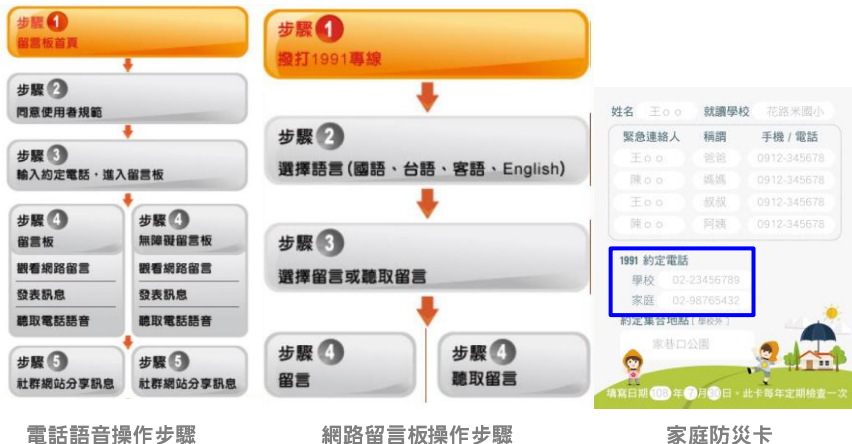 步驟 1
留言板首頁
步驟 2
同意使用者規範
步驟 3
輸入約定電話，進入留言板
步驟 4
留言板
觀看網路留言
發表訊息
聽取電話語音
步驟 4
無障礙留言板
觀看網路留言
發表訊息
聽取電話語音
步驟 5
社群網站分享訊息
步驟 5
社群網站分享訊息
電話語音操作步驟
步驟 1
撥打1991專線
步驟 2
選擇語言(國語、台語、客語、English)
步驟 3
選擇留言或聽取留言
步驟 4
留言
步驟 4
聽取留言
網路留言板操作步驟
姓名 王o o 就讀學校 花路米國小
緊急連絡人 稱謂 手機 / 電話
王o o 爸爸 0912-345678
陳o o 媽媽 0912-345678
王o o 叔叔 0912-345678
陳o o 阿姨 0912-345678
1991 約定電話
學校 02-23456789
家庭 02-98765432
約定集合地點 [ 學校外 ]
家巷口公園
填寫日期 108 年 7 月 30 日，此卡每年定期檢查一次
家庭防災卡